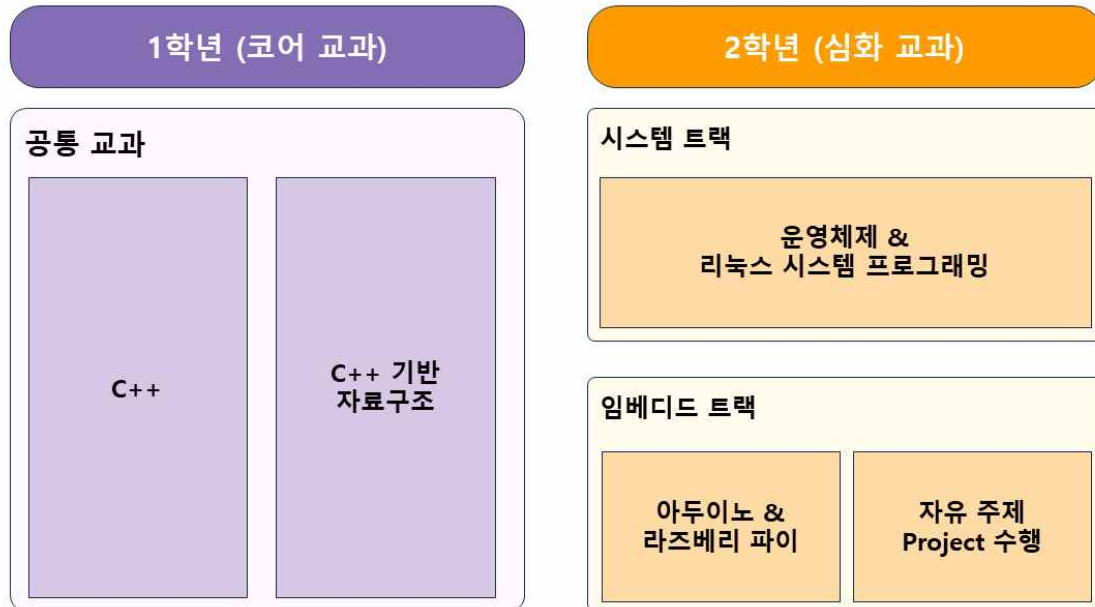 1학년 (코어 교과)
공통 교과
C++
C++ 기반
자료구조
2학년 (심화 교과)
시스템 트랙
운영체제 &
리눅스 시스템 프로그래밍
임베디드 트랙
아두이노 &
라즈베리 파이
자유 주제
Project 수행